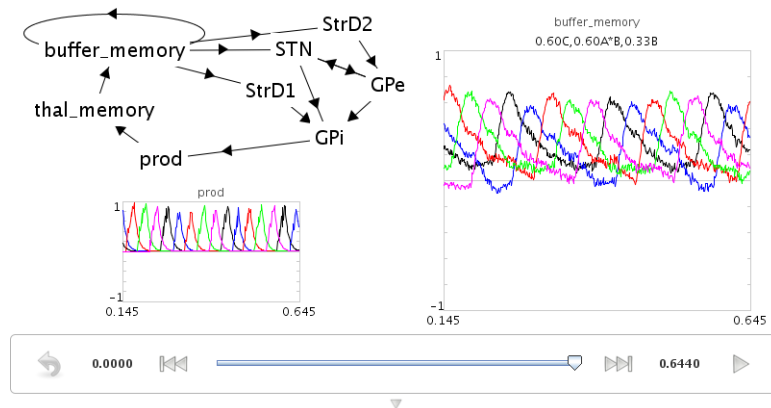 StrD2
buffer_memory
STN
GPe
StrD1
thal_memory
GPi
prod
prod
1
-1
0.145
0.645
buffer_memory
0.60C,0.60A*B,0.33B
1
-1
0.145
0.645
0.0000
0.6440